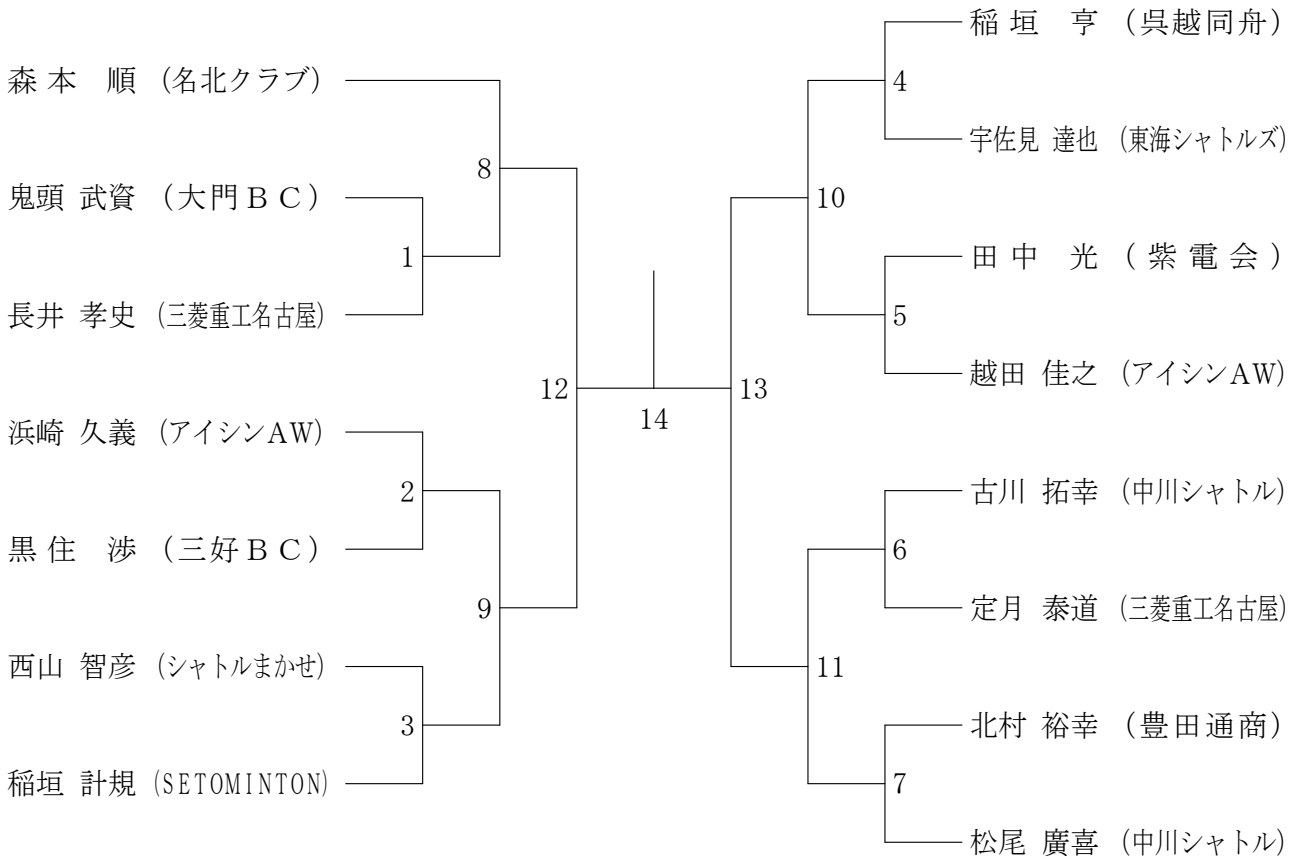 森本 順 (名北クラブ)
鬼頭 武資 (大門BC)
長井 孝史 (三菱重工名古屋)
浜崎 久義 (アイシンAW)
黒住 渉 (三好BC)
西山 智彦 (シャトルまかせ)
稲垣 計規 (SETOMINTON)
8
1
2
9
3
12
14
13
稲垣 亨 (呉越同舟)
4
宇佐見 達也 (東海シャトルズ)
10
田中 光 (紫電会)
5
越田 佳之 (アイシンAW)
古川 拓幸 (中川シャトル)
6
定月 泰道 (三菱重工名古屋)
11
北村 裕幸 (豊田通商)
7
松尾 廣喜 (中川シャトル)